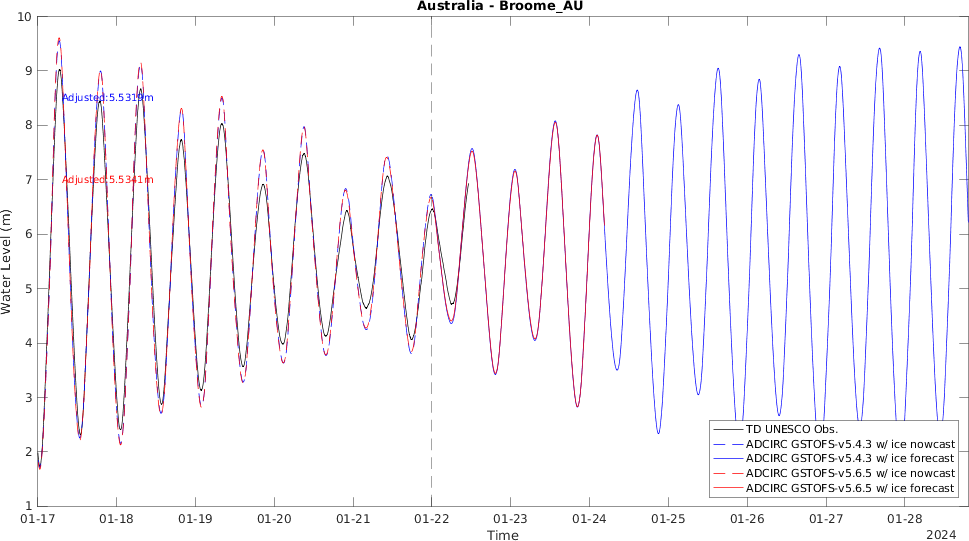 Australia - Broome_AU
10
9
8
7
6
5
4
3
2
1
Water Level (m)
Adjusted:5.5319m
Adjusted:5.5341m
TD UNESCO Obs.
ADCIRC GSTOFS-v5.4.3 w/ ice nowcast
ADCIRC GSTOFS-v5.4.3 w/ ice forecast
ADCIRC GSTOFS-v5.6.5 w/ ice nowcast
ADCIRC GSTOFS-v5.6.5 w/ ice forecast
01-17 01-18 01-19 01-20 01-21 01-22 01-23 01-24 01-25 01-26 01-27 01-28
Time
2024